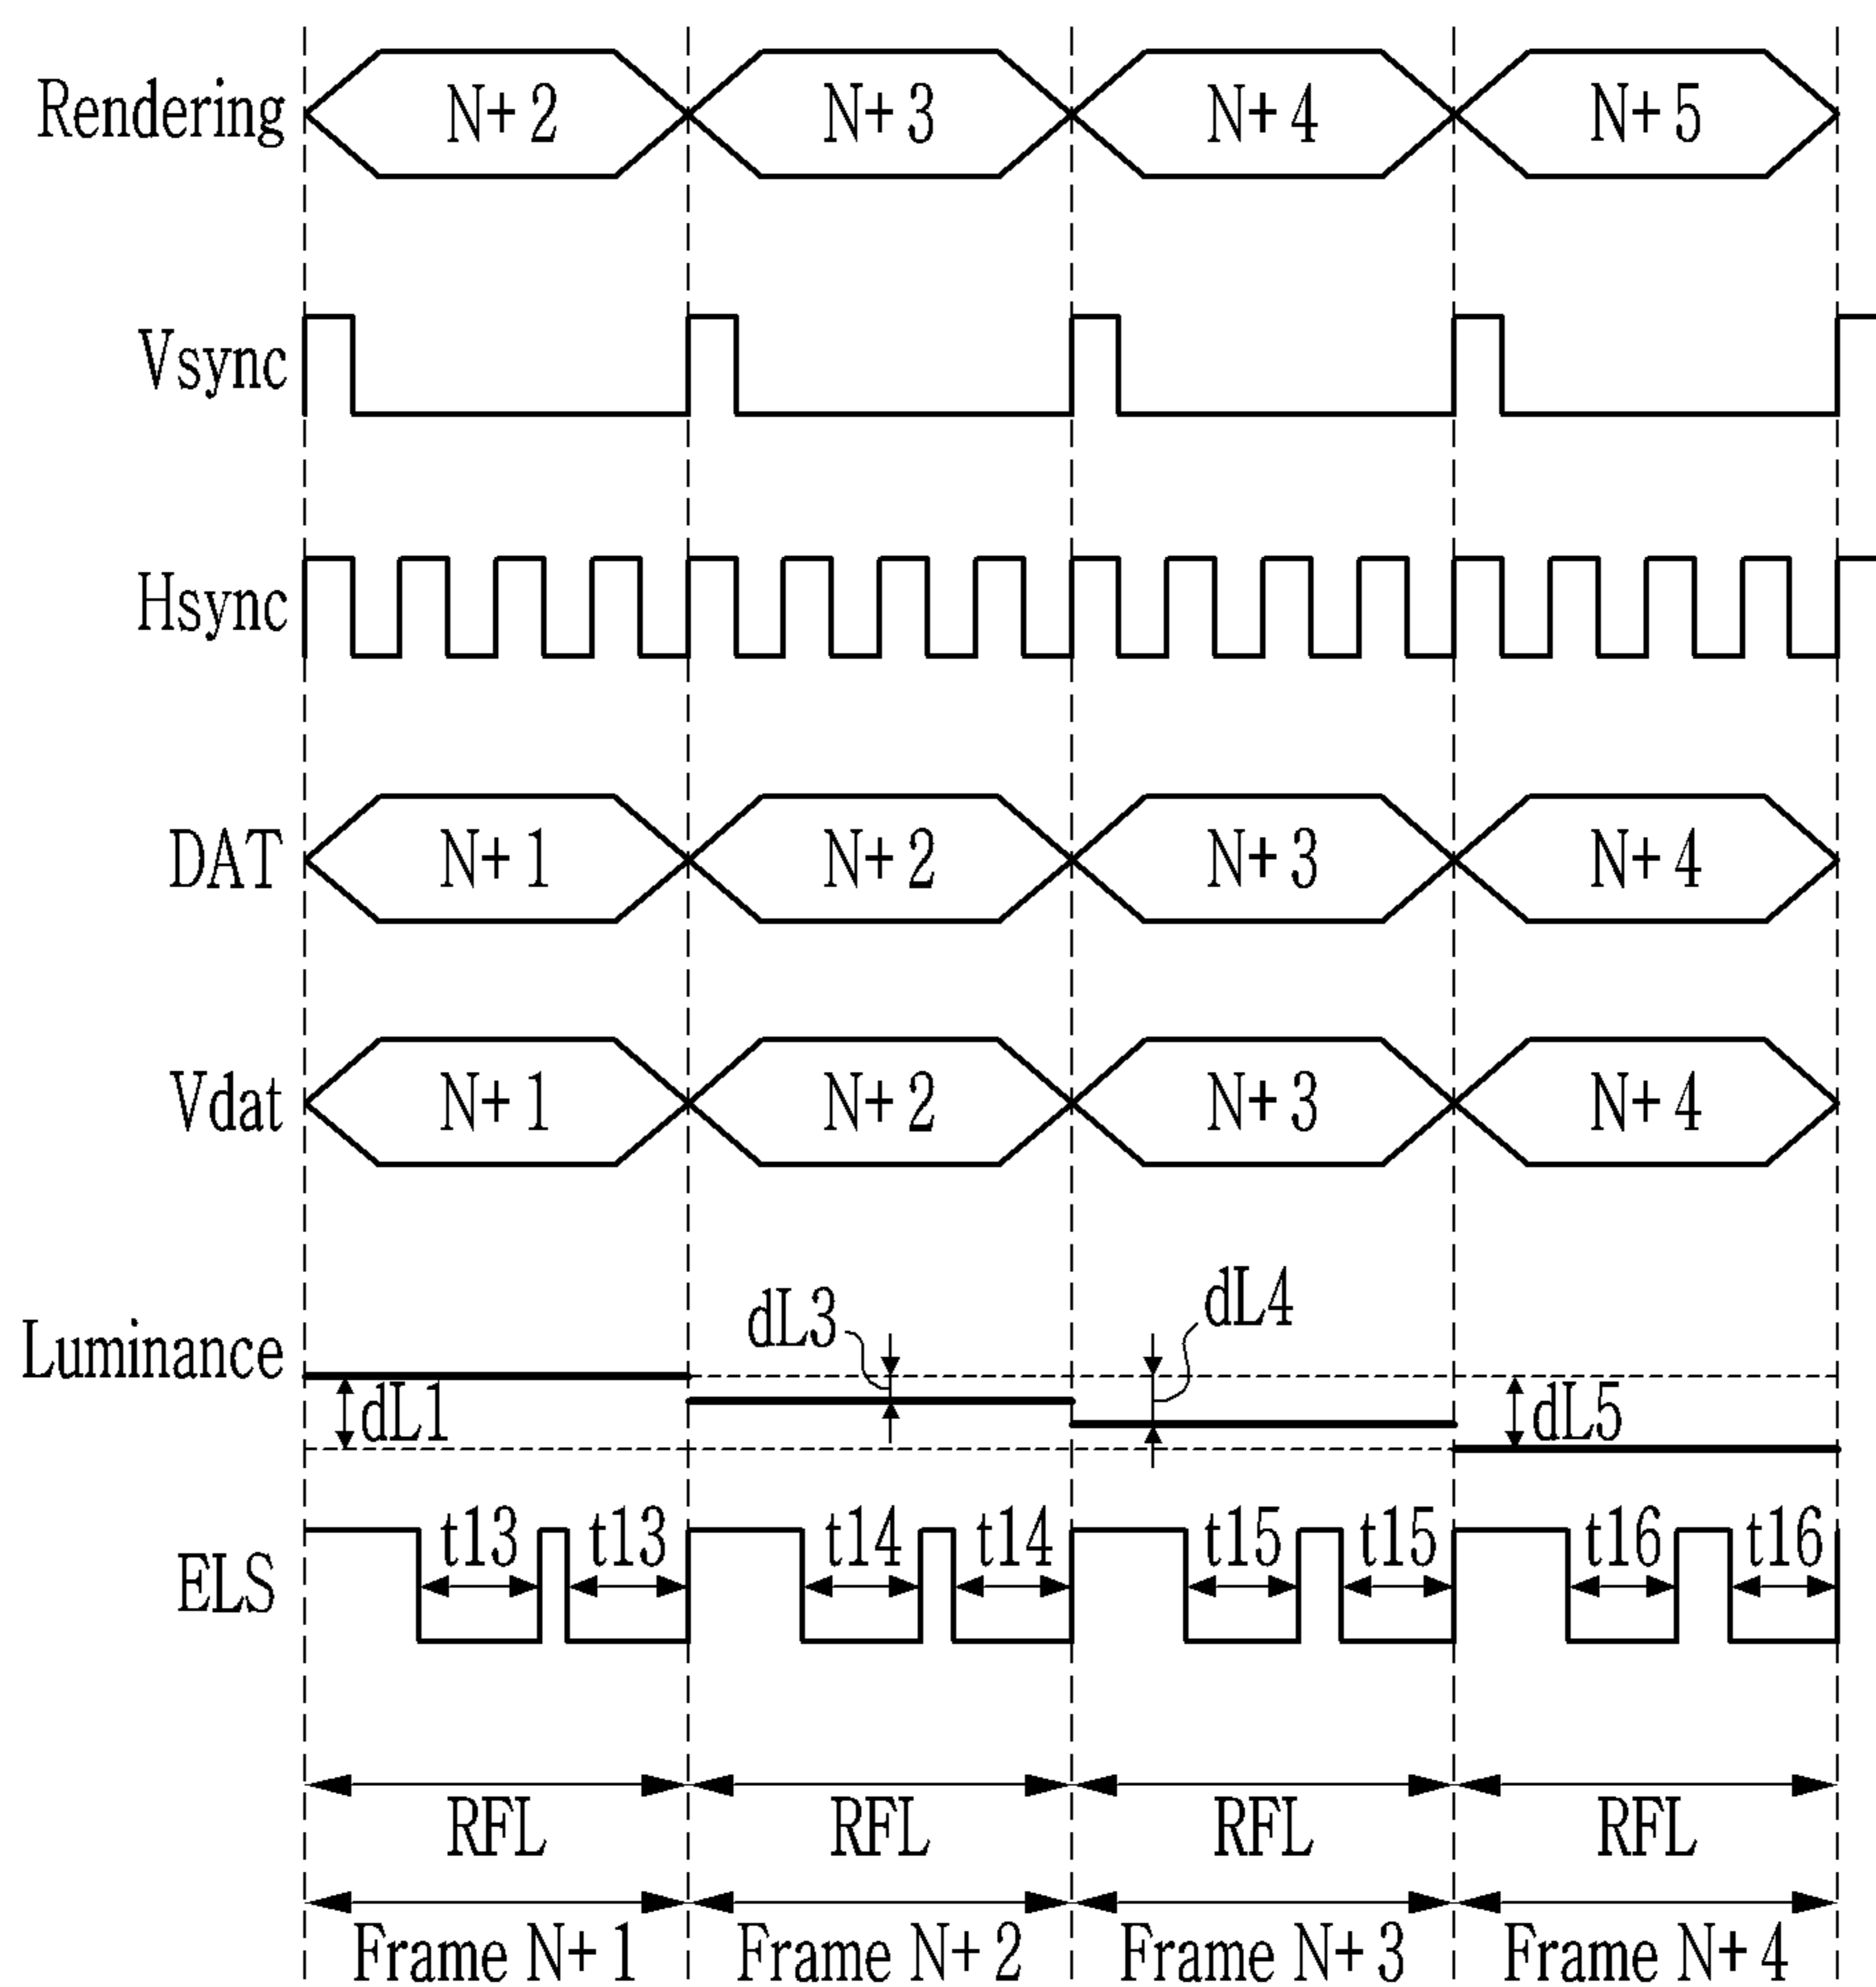 Rendering N+2 N+3 N+4 N+5
Vsync
Hsync
DAT N+1 N+2 N+3 N+4
Vdat N+1 N+2 N+3 N+4
dL3 dL4
Luminance
dL1 dL5
ELS t13 t13 t14 t14 t15 t15 t16 t16
RFL RFL RFL RFL
Frame N+1 Frame N+2 Frame N+3 Frame N+4